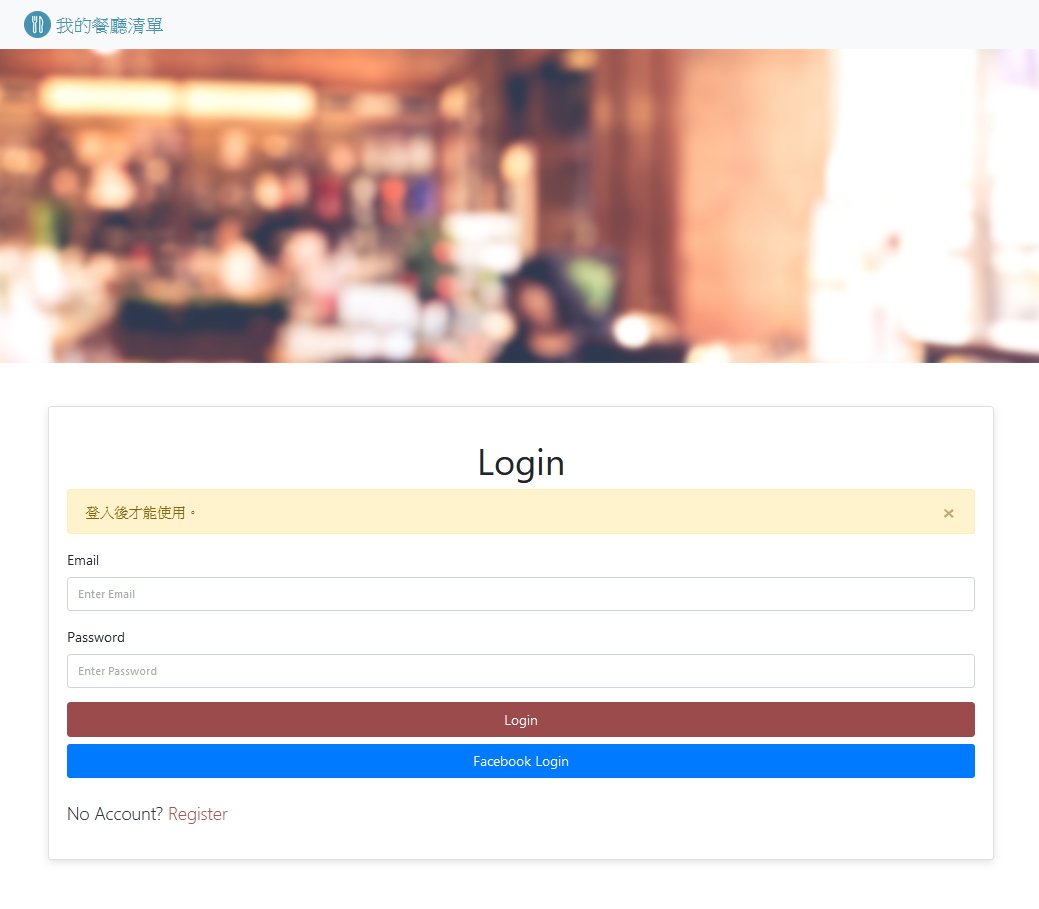 我的餐廳清單
Login
登入後才能使用。
×
Email
Enter Email
Password
Enter Password
Login
Facebook Login
No Account? Register